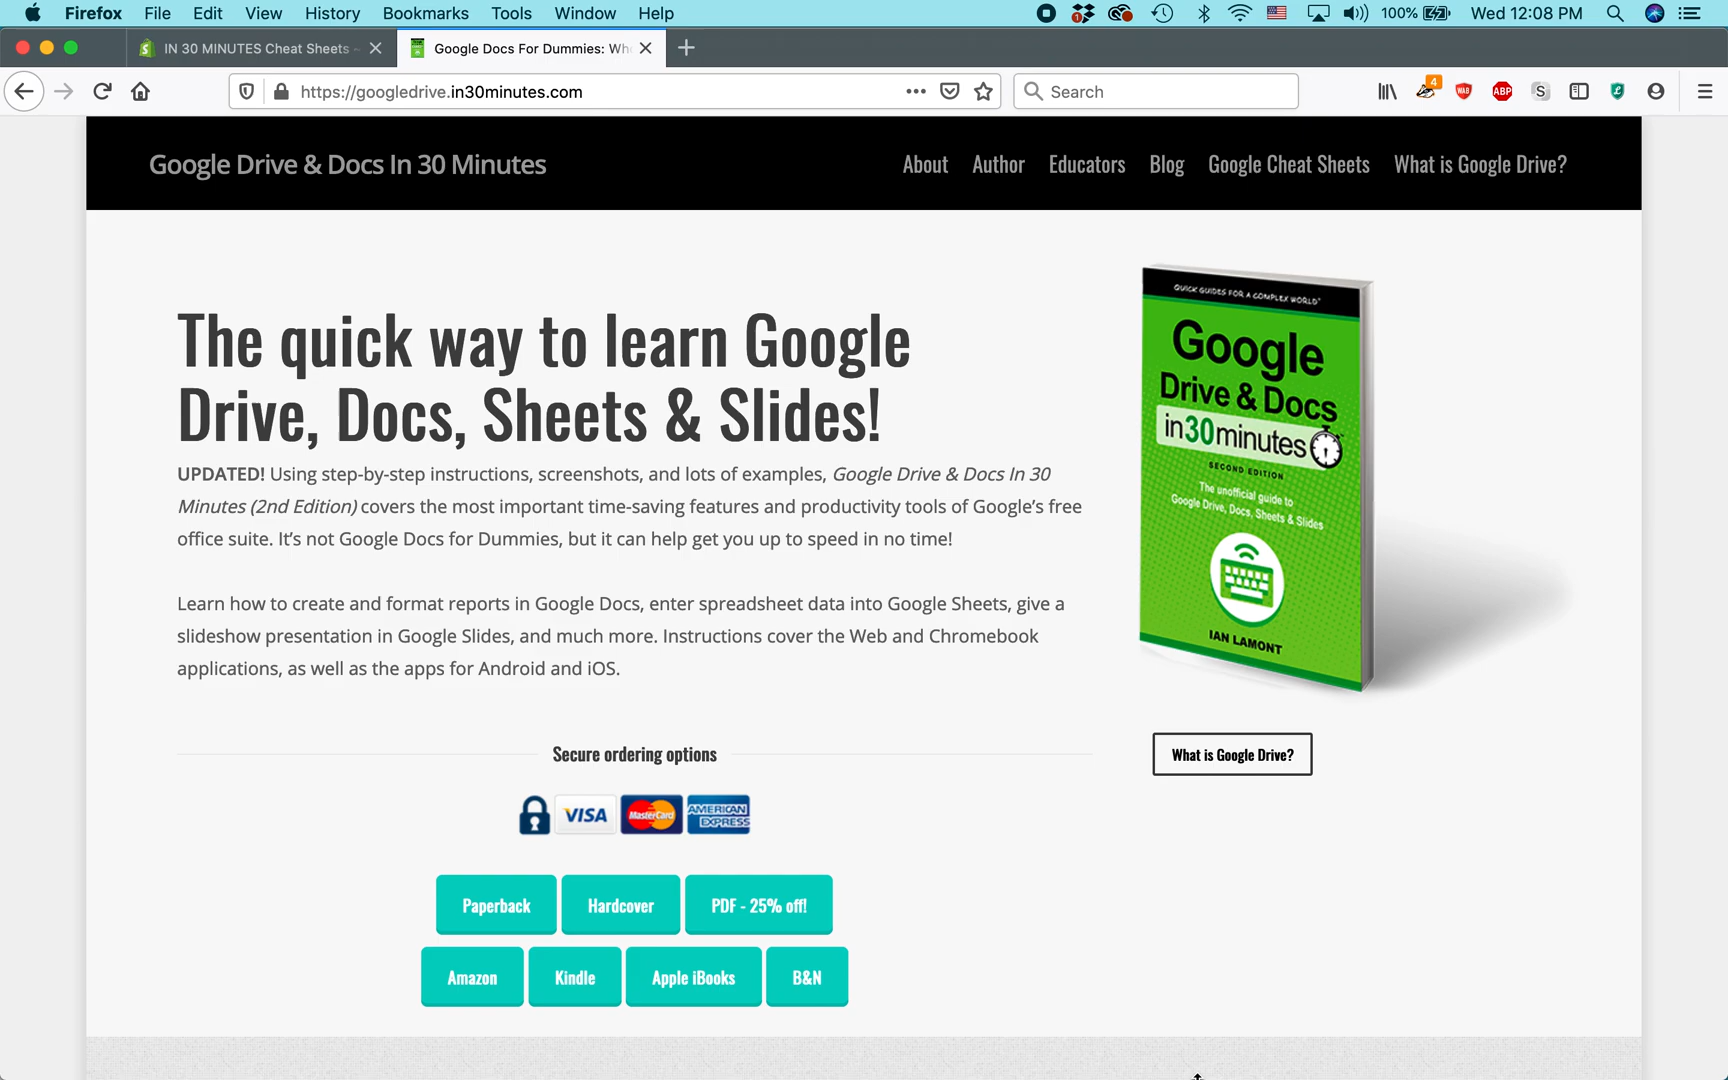 Firefox File Edit View History Bookmarks Tools Window Help 1 100% Wed 12:08 PM
IN 30 MINUTES Cheat Sheets Google Docs For Dummies: Wh
https://googledrive.in30minutes.com Search 4 WAB ABP S
Google Drive & Docs In 30 Minutes About Author Educators Blog Google Cheat Sheets What is Google Drive?
The quick way to learn Google
Drive, Docs, Sheets & Slides!
UPDATED! Using step-by-step instructions, screenshots, and lots of examples, Google Drive & Docs In 30
Minutes (2nd Edition) covers the most important time-saving features and productivity tools of Google's free
office suite. It's not Google Docs for Dummies, but it can help get you up to speed in no time!
Learn how to create and format reports in Google Docs, enter spreadsheet data into Google Sheets, give a
slideshow presentation in Google Slides, and much more. Instructions cover the Web and Chromebook
applications, as well as the apps for Android and iOS.
QUICK GUIDES FOR A COMPLEX WORLD™
Google
Drive & Docs
in30minutes
SECOND EDITION
The unofficial guide to
Google Drive, Docs, Sheets & Slides
IAN LAMONT
What is Google Drive?
Secure ordering options
VISA MasterCard AMERICAN EXPRESS
Paperback Hardcover PDF - 25% off!
Amazon Kindle Apple iBooks B&N